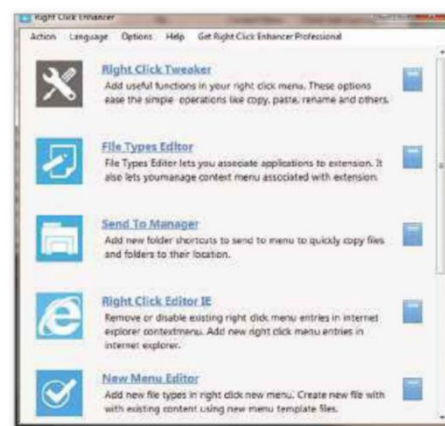 Right Click Enhancer
Action Language Options Help Get Right Click Enhancer Professional
Right Click Tweaker
Add useful functions in your right click menu. These options
ease the simple operations like copy, paste, rename and others.
File Types Editor
File Types Editor lets you associate applications to extension. It
also lets youmanage context menu associated with extension.
Send To Manager
Add new folder shortcuts to send to menu to quickly copy files
and folders to their location.
Right Click Editor IE
Remove or disable existing right click menu entries in internet
explorer contextmenu. Add new right click menu entries in
internet explorer.
New Menu Editor
Add new file types in right click new menu. Create new file with
with existing content using new menu template files.